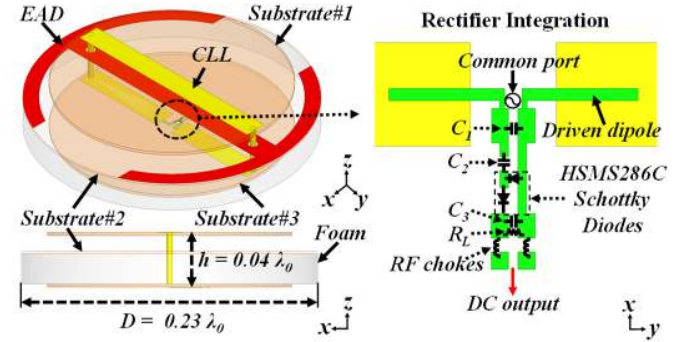 EAD
Substrate#1
CLL
Substrate#2
Substrate#3
Foam
z
x
y
h = 0.04 λ0
D = 0.23 λ0
z
x
y
Rectifier Integration
Common port
C1
Driven dipole
C2
HSMS286C
Schottky
Diodes
C3
RL
RF chokes
DC output
x
y